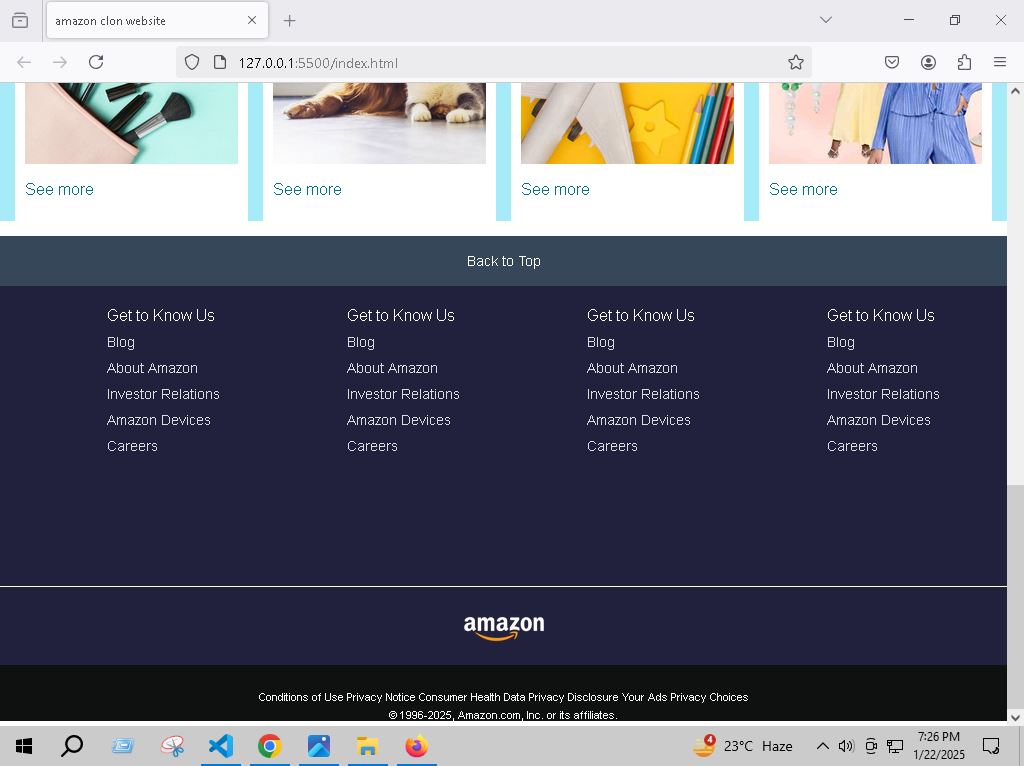 amazon clon website
127.0.0.1:5500/index.html
See more See more See more See more
Back to Top
Get to Know Us Get to Know Us Get to Know Us Get to Know Us
Blog Blog Blog Blog
About Amazon About Amazon About Amazon About Amazon
Investor Relations Investor Relations Investor Relations Investor Relations
Amazon Devices Amazon Devices Amazon Devices Amazon Devices
Careers Careers Careers Careers
amazon
Conditions of Use Privacy Notice Consumer Health Data Privacy Disclosure Your Ads Privacy Choices
© 1996-2025, Amazon.com, Inc. or its affiliates.
4 23°C Haze 7:26 PM
1/22/2025